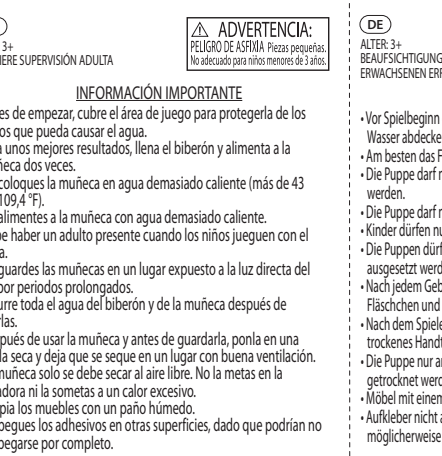 3+
ERE SUPERVISIÓN ADULTA
⚠ ADVERTENCIA:
PELIGRO DE ASFIXIA Piezas pequeñas.
No adecuado para niños menores de 3 años.
INFORMACIÓN IMPORTANTE
es de empezar, cubre el área de juego para protegerla de los
os que pueda causar el agua.
a unos mejores resultados, llena el biberón y alimenta a la
ñeca dos veces.
coloques la muñeca en agua demasiado caliente (más de 43
109,4 °F).
alimentes a la muñeca con agua demasiado caliente.
be haber un adulto presente cuando los niños jueguen con el
a.
guardes las muñecas en un lugar expuesto a la luz directa del
por periodos prolongados.
urre toda el agua del biberón y de la muñeca después de
rlas.
pués de usar la muñeca y antes de guardarla, ponla en una
la seca y deja que se seque en un lugar con buena ventilación.
muñeca solo se debe secar al aire libre. No la metas en la
adora ni la sometas a un calor excesivo.
pia los muebles con un paño húmedo.
pegues los adhesivos en otras superficies, dado que podrían no
pegarse por completo.
DE
ALTER: 3+
BEAUFSICHTIGUNG
ERWACHSENEN ERF
• Vor Spielbeginn
Wasser abdecke
• Am besten das F
• Die Puppe darf n
werden.
• Die Puppe darf n
• Kinder dürfen nu
• Die Puppen dürf
ausgesetzt werd
• Nach jedem Geb
Fläschchen und
• Nach dem Spiele
trockenes Handt
• Die Puppe nur an
getrocknet werd
• Möbel mit einem
• Aufkleber nicht a
möglicherweise